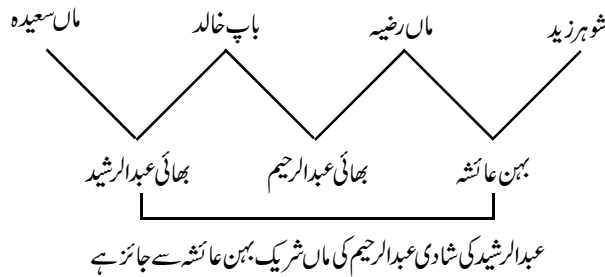 شوہر زید ماں رضیہ باپ خالد ماں سعیدہ
بہن عائشہ بھائی عبدالرحیم بھائی عبدالرشید
عبدالرشید کی شادی عبدالرحیم کی ماں شریک بہن عائشہ سے جائز ہے